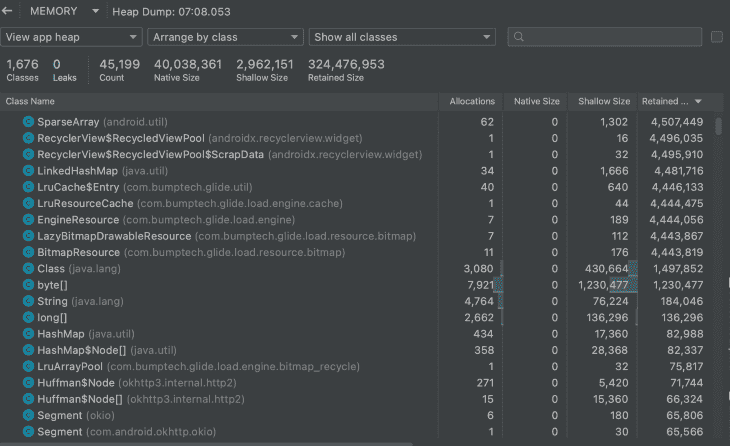 MEMORY Heap Dump: 07:08.053
View app heap Arrange by class Show all classes
1,676 0 45,199 40,038,361 2,962,151 324,476,953
Classes Leaks Count Native Size Shallow Size Retained Size
Class Name Allocations Native Size Shallow Size Retained ...
SparseArray (android.util) 62 0 1,302 4,507,449
RecyclerView$RecycledViewPool (androidx.recyclerview.widget) 1 0 16 4,496,035
RecyclerView$RecycledViewPool$ScrapData (androidx.recyclerview.widget) 1 0 32 4,495,910
LinkedHashMap (java.util) 34 0 1,666 4,481,716
LruCache$Entry (com.bumptech.glide.util) 40 0 640 4,446,133
LruResourceCache (com.bumptech.glide.load.engine.cache) 1 0 44 4,444,475
EngineResource (com.bumptech.glide.load.engine) 7 0 189 4,444,056
LazyBitmapDrawableResource (com.bumptech.glide.load.resource.bitmap) 7 0 112 4,443,867
BitmapResource (com.bumptech.glide.load.resource.bitmap) 11 0 176 4,443,819
Class (java.lang) 3,080 0 430,664 1,497,852
byte[] 7,921 0 1,230,477 1,230,477
String (java.lang) 4,764 0 76,224 184,046
long[] 2,662 0 136,296 136,296
HashMap (java.util) 434 0 17,360 82,988
HashMap$Node[] (java.util) 358 0 28,368 82,337
LruArrayPool (com.bumptech.glide.load.engine.bitmap_recycle) 1 0 32 75,817
Huffman$Node (okhttp3.internal.http2) 271 0 5,420 71,744
Huffman$Node[] (okhttp3.internal.http2) 15 0 15,360 66,324
Segment (okio) 6 0 180 65,806
Segment (com.android.okhttp.okio) 1 0 30 65,566